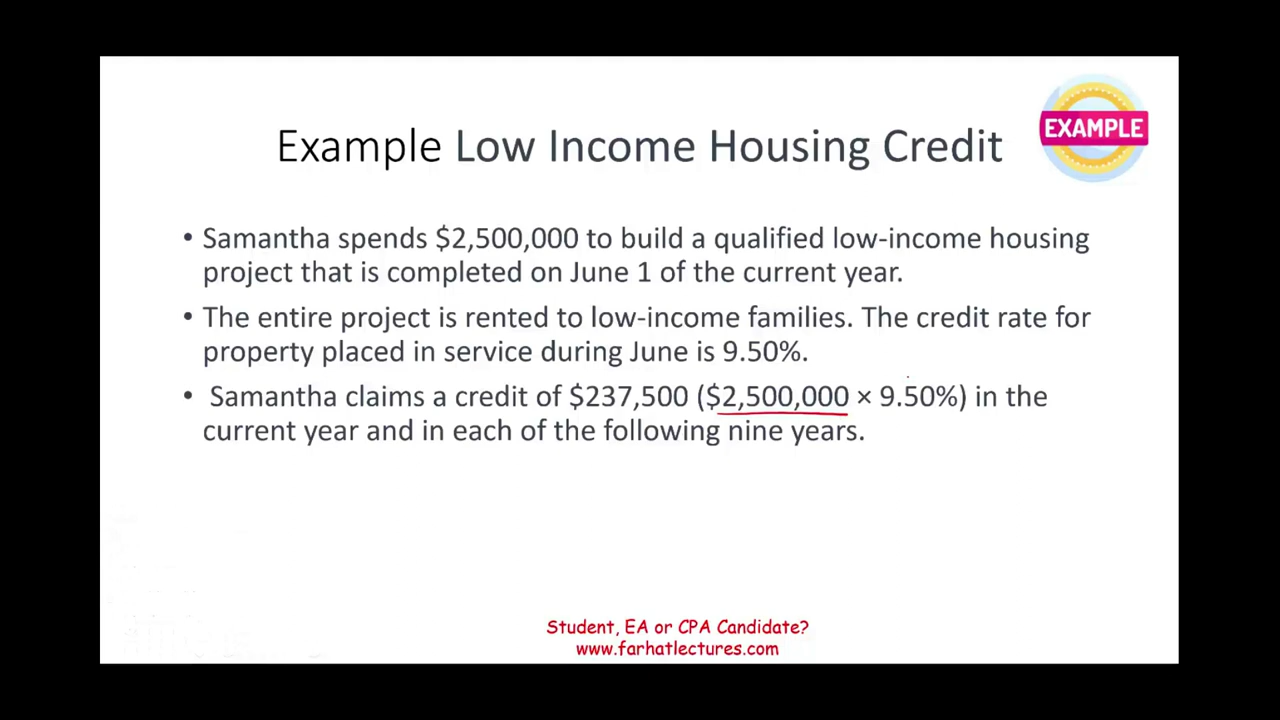 EXAMPLE
Example Low Income Housing Credit
• Samantha spends $2,500,000 to build a qualified low-income housing
project that is completed on June 1 of the current year.
• The entire project is rented to low-income families. The credit rate for
property placed in service during June is 9.50%.
• Samantha claims a credit of $237,500 ($2,500,000 × 9.50%) in the
current year and in each of the following nine years.
Student, EA or CPA Candidate?
www.farhatlectures.com